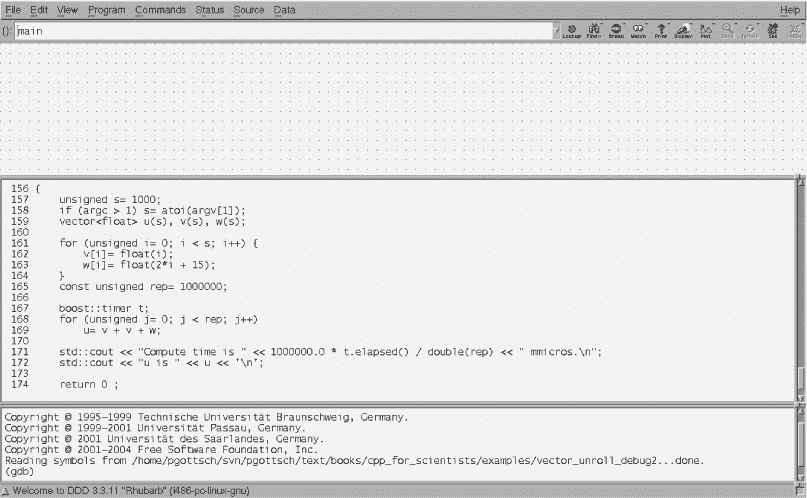 File Edit View Program Commands Status Source Data Help
(): main
Lookup Find» Break Watch Print Display Plot Rotate Set
156 {
157 unsigned s= 1000;
158 if (argc > 1) s= atoi(argv[1]);
159 vector<float> u(s), v(s), w(s);
160
161 for (unsigned i= 0; i < s; i++) {
162 v[i]= float(i);
163 w[i]= float(2*i + 15);
164 }
165 const unsigned rep= 1000000;
166
167 boost::timer t;
168 for (unsigned j= 0; j < rep; j++)
169 u= v + v + w;
170
171 std::cout << "Compute time is " << 1000000.0 * t.elapsed() / double(rep) << " mmicros.\n";
172 std::cout << "u is " << u << '\n';
173
174 return 0 ;
Copyright © 1995-1999 Technische Universität Braunschweig, Germany.
Copyright © 1999-2001 Universität Passau, Germany.
Copyright © 2001 Universität des Saarlandes, Germany.
Copyright © 2001-2004 Free Software Foundation, Inc.
Reading symbols from /home/pgottsch/svn/pgottsch/text/books/cpp_for_scientists/examples/vector_unroll_debug2...done.
(gdb)
Welcome to DDD 3.3.11 "Rhubarb" (i486-pc-linux-gnu)